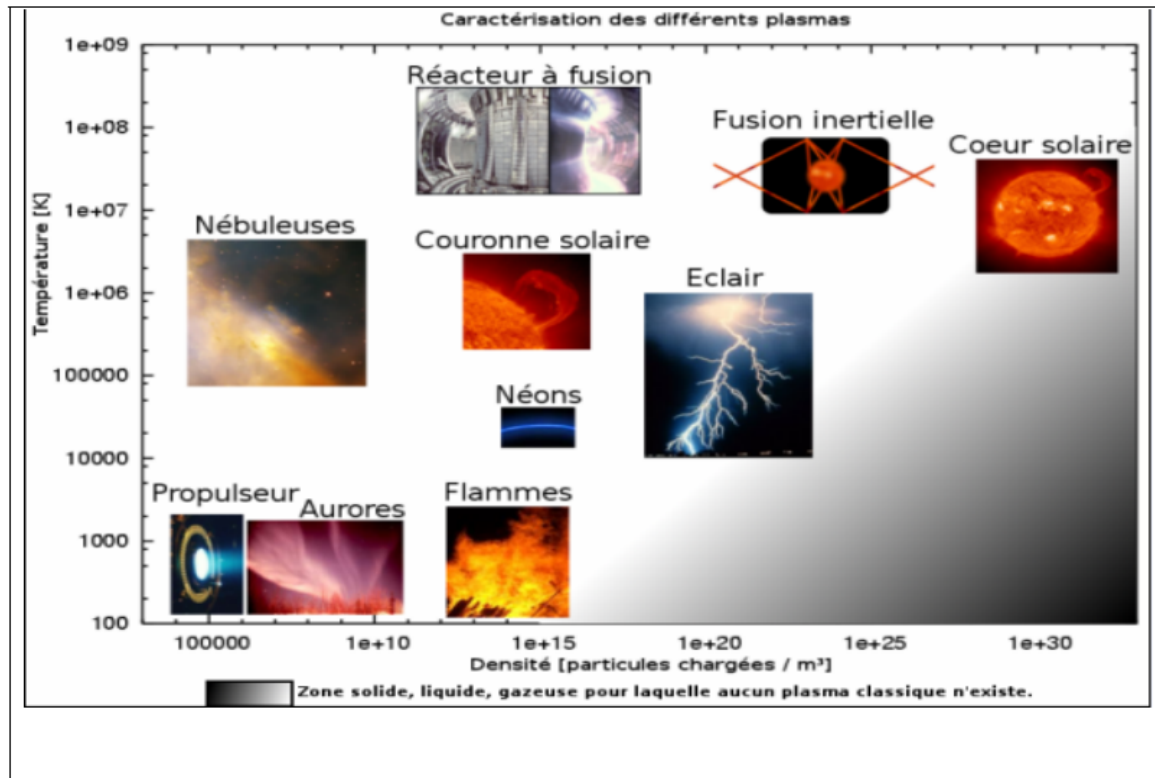 Caractérisation des différents plasmas
1e+09
Réacteur à fusion
1e+08
Fusion inertielle
Coeur solaire
1e+07
Nébuleuses
Couronne solaire
Eclair
1e+06
100000
Néons
10000
Propulseur
Aurores
Flammes
1000
100
Température [K]
100000
1e+10
1e+15
1e+20
1e+25
1e+30
Densité [particules chargées / m³]
Zone solide, liquide, gazeuse pour laquelle aucun plasma classique n'existe.